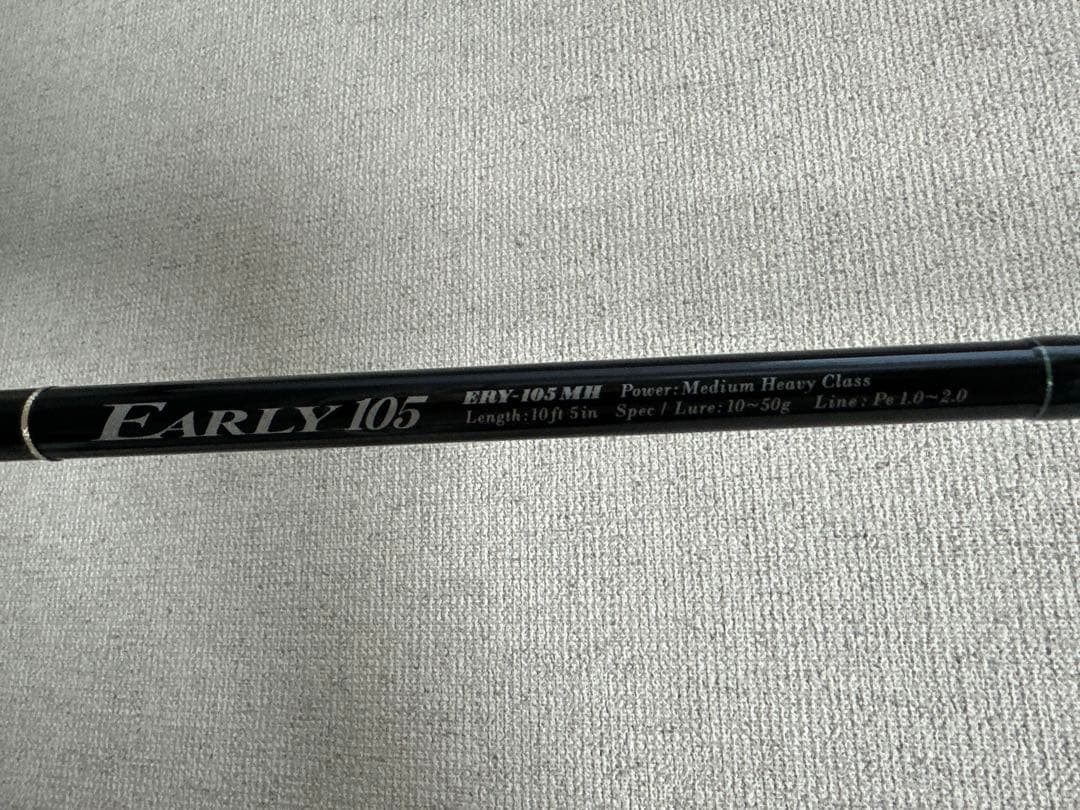 EARLY 105
ERY-105 MH Power: Medium Heavy Class
Length: 10ft 5in Spec / Lure: 10~50g Line: Pe 1.0~2.0